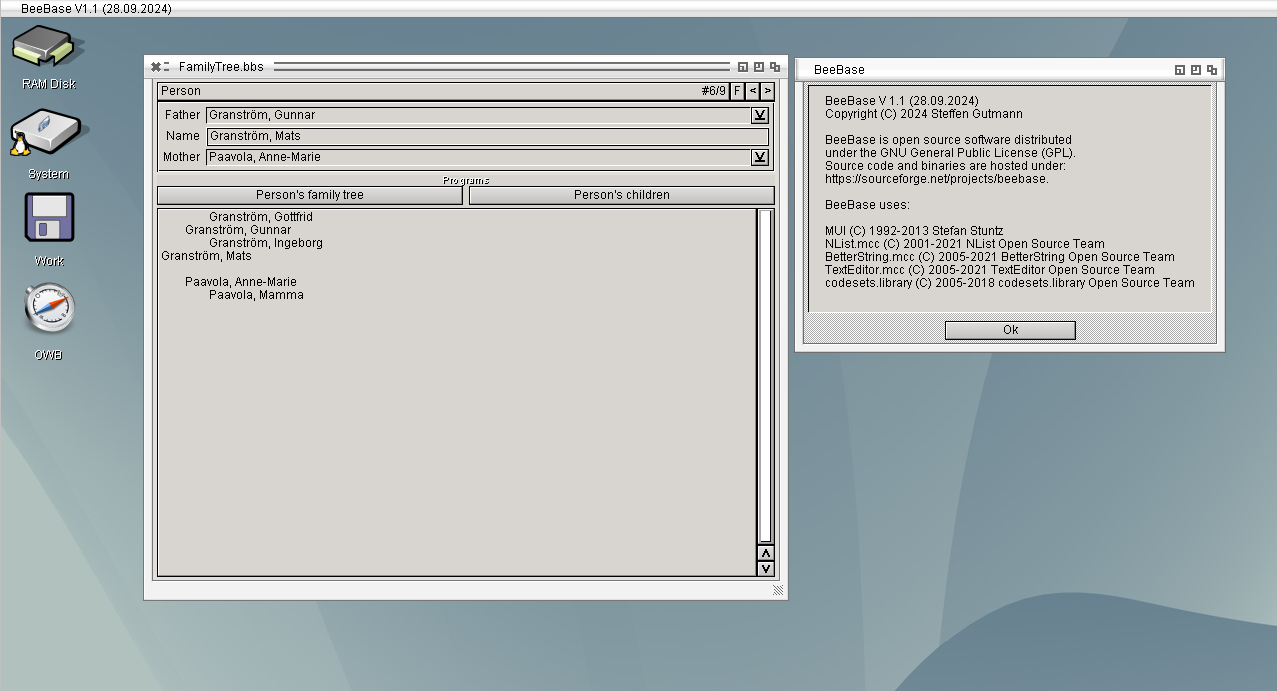 BeeBase V1.1 (28.09.2024)
RAM Disk
System
Work
OWB
FamilyTree.bbs
Person #6/9 F < >
Father Granström, Gunnar
Name Granström, Mats
Mother Paavola, Anne-Marie
Programs
Person's family tree Person's children
Granström, Gottfrid
Granström, Gunnar
Granström, Ingeborg
Granström, Mats
Paavola, Anne-Marie
Paavola, Mamma
BeeBase
BeeBase V 1.1 (28.09.2024)
Copyright (C) 2024 Steffen Gutmann
BeeBase is open source software distributed
under the GNU General Public License (GPL).
Source code and binaries are hosted under:
https://sourceforge.net/projects/beebase.
BeeBase uses:
MUI (C) 1992-2013 Stefan Stuntz
NList.mcc (C) 2001-2021 NList Open Source Team
BetterString.mcc (C) 2005-2021 BetterString Open Source Team
TextEditor.mcc (C) 2005-2021 TextEditor Open Source Team
codesets.library (C) 2005-2018 codesets.library Open Source Team
Ok